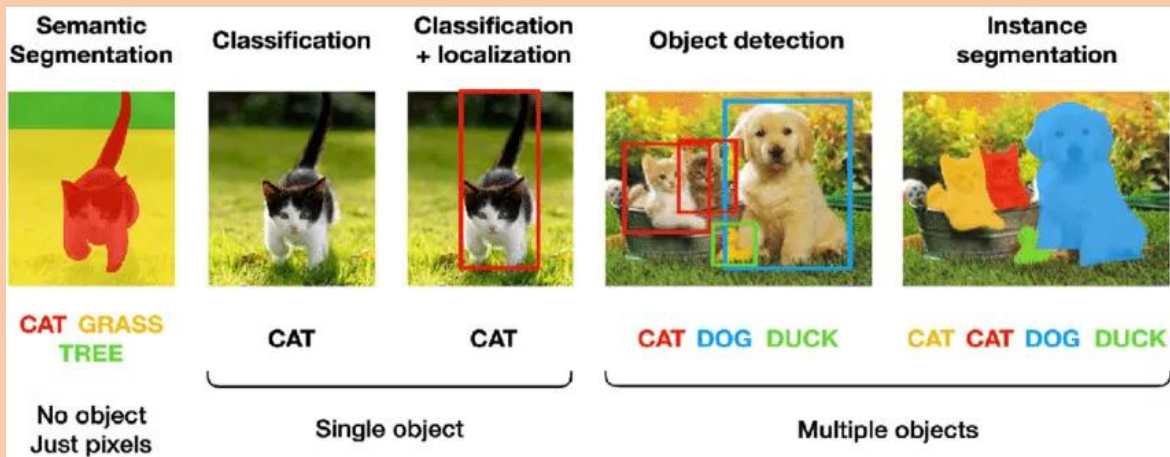 Semantic
Segmentation
Classification
Classification
+ localization
Object detection
Instance
segmentation
CAT GRASS
TREE
CAT
CAT
CAT DOG DUCK
CAT CAT DOG DUCK
No object
Just pixels
Single object
Multiple objects